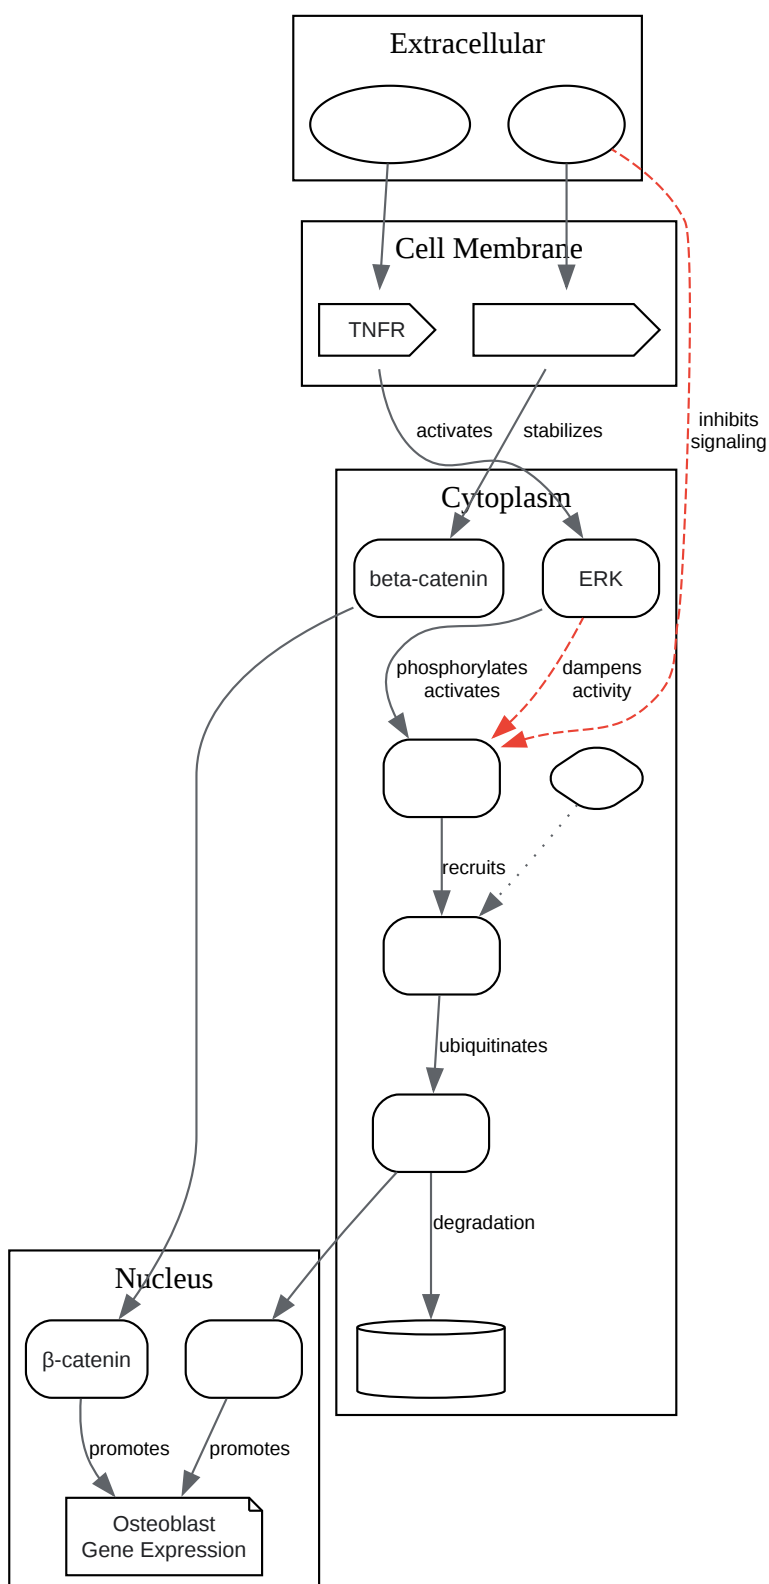 Extracellular
Cell Membrane
TNFR
activates
stabilizes
inhibits
signaling
Cytoplasm
beta-catenin
ERK
phosphorylates
activates
dampens
activity
recruits
ubiquitinates
degradation
Nucleus
β-catenin
promotes
promotes
Osteoblast
Gene Expression